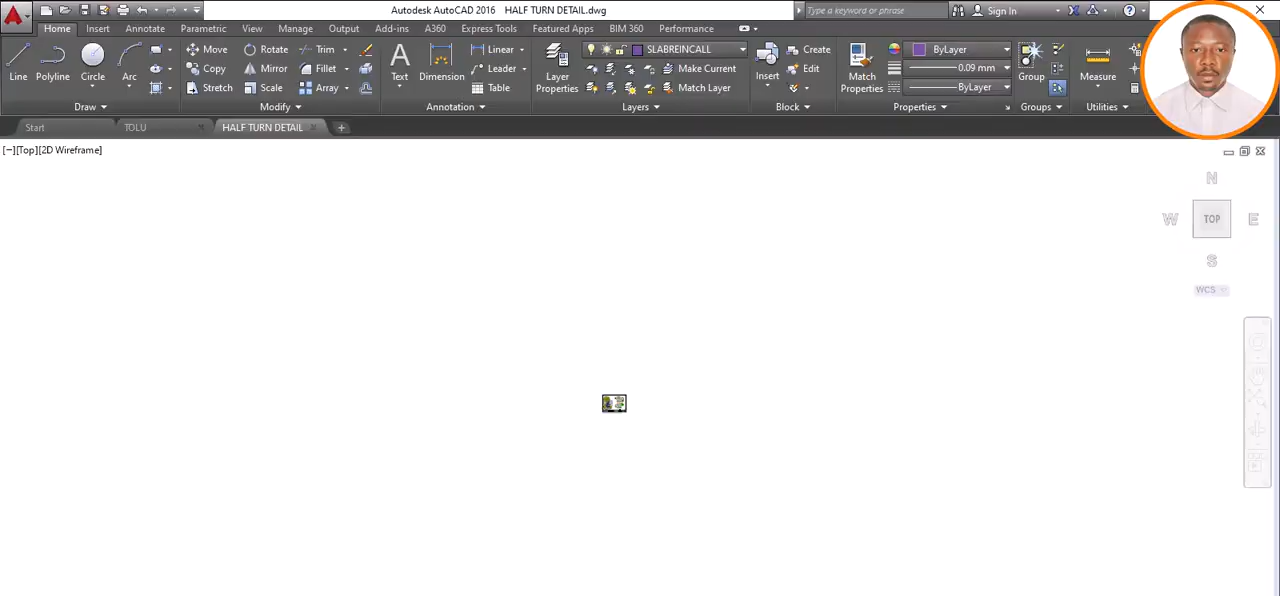 Autodesk AutoCAD 2016 HALF TURN DETAIL.dwg
Type a keyword or phrase
Sign In
Home Insert Annotate Parametric View Manage Output Add-ins A360 Express Tools Featured Apps BIM 360 Performance
Line Polyline Circle Arc
Move Rotate Trim
Copy Mirror Fillet
Stretch Scale Array
Text Dimension
Linear
Leader
Table
Layer Properties
SLABREINCALL
Make Current
Match Layer
Insert
Create
Edit
Match Properties
ByLayer
0.09 mm
ByLayer
Group
Measure
Draw Modify Annotation Layers Block Properties Groups Utilities
Start TOLU HALF TURN DETAIL
[−][Top][2D Wireframe]
N
W TOP E
S
WCS